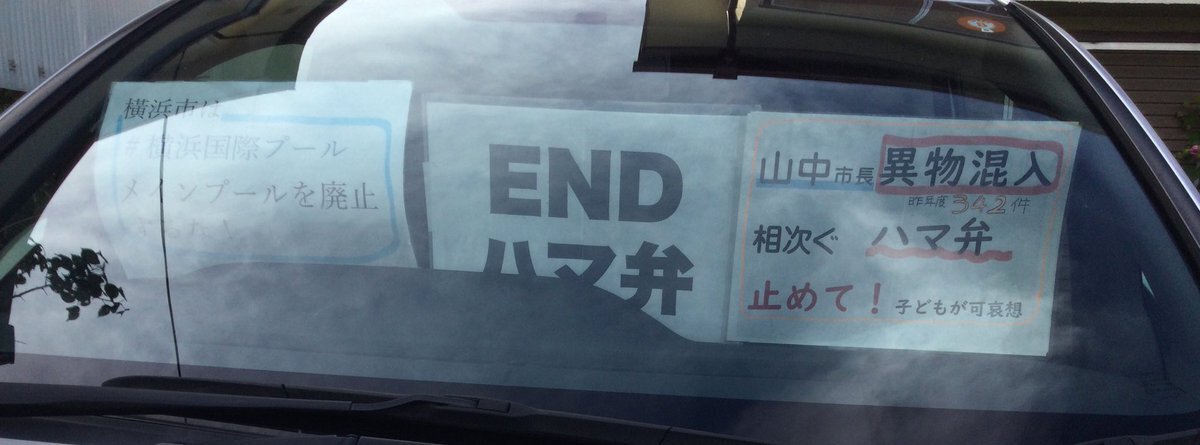 横浜市は
#横浜国際プール
メインプールを廃止
END
ハマ弁
山中市長異物混入
昨年度342件
相次ぐ ハマ弁
止めて！子どもが可哀想